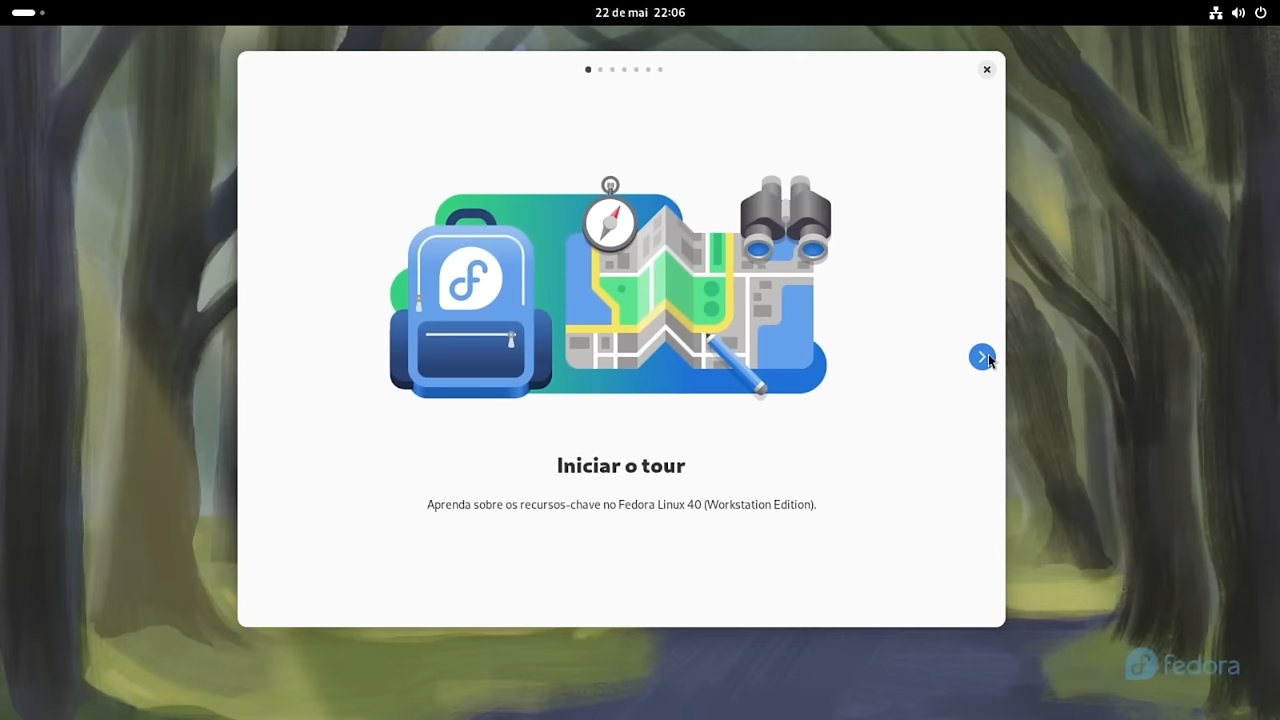 22 de mai 22:06
Iniciar o tour
Aprenda sobre os recursos-chave no Fedora Linux 40 (Workstation Edition).
fedora